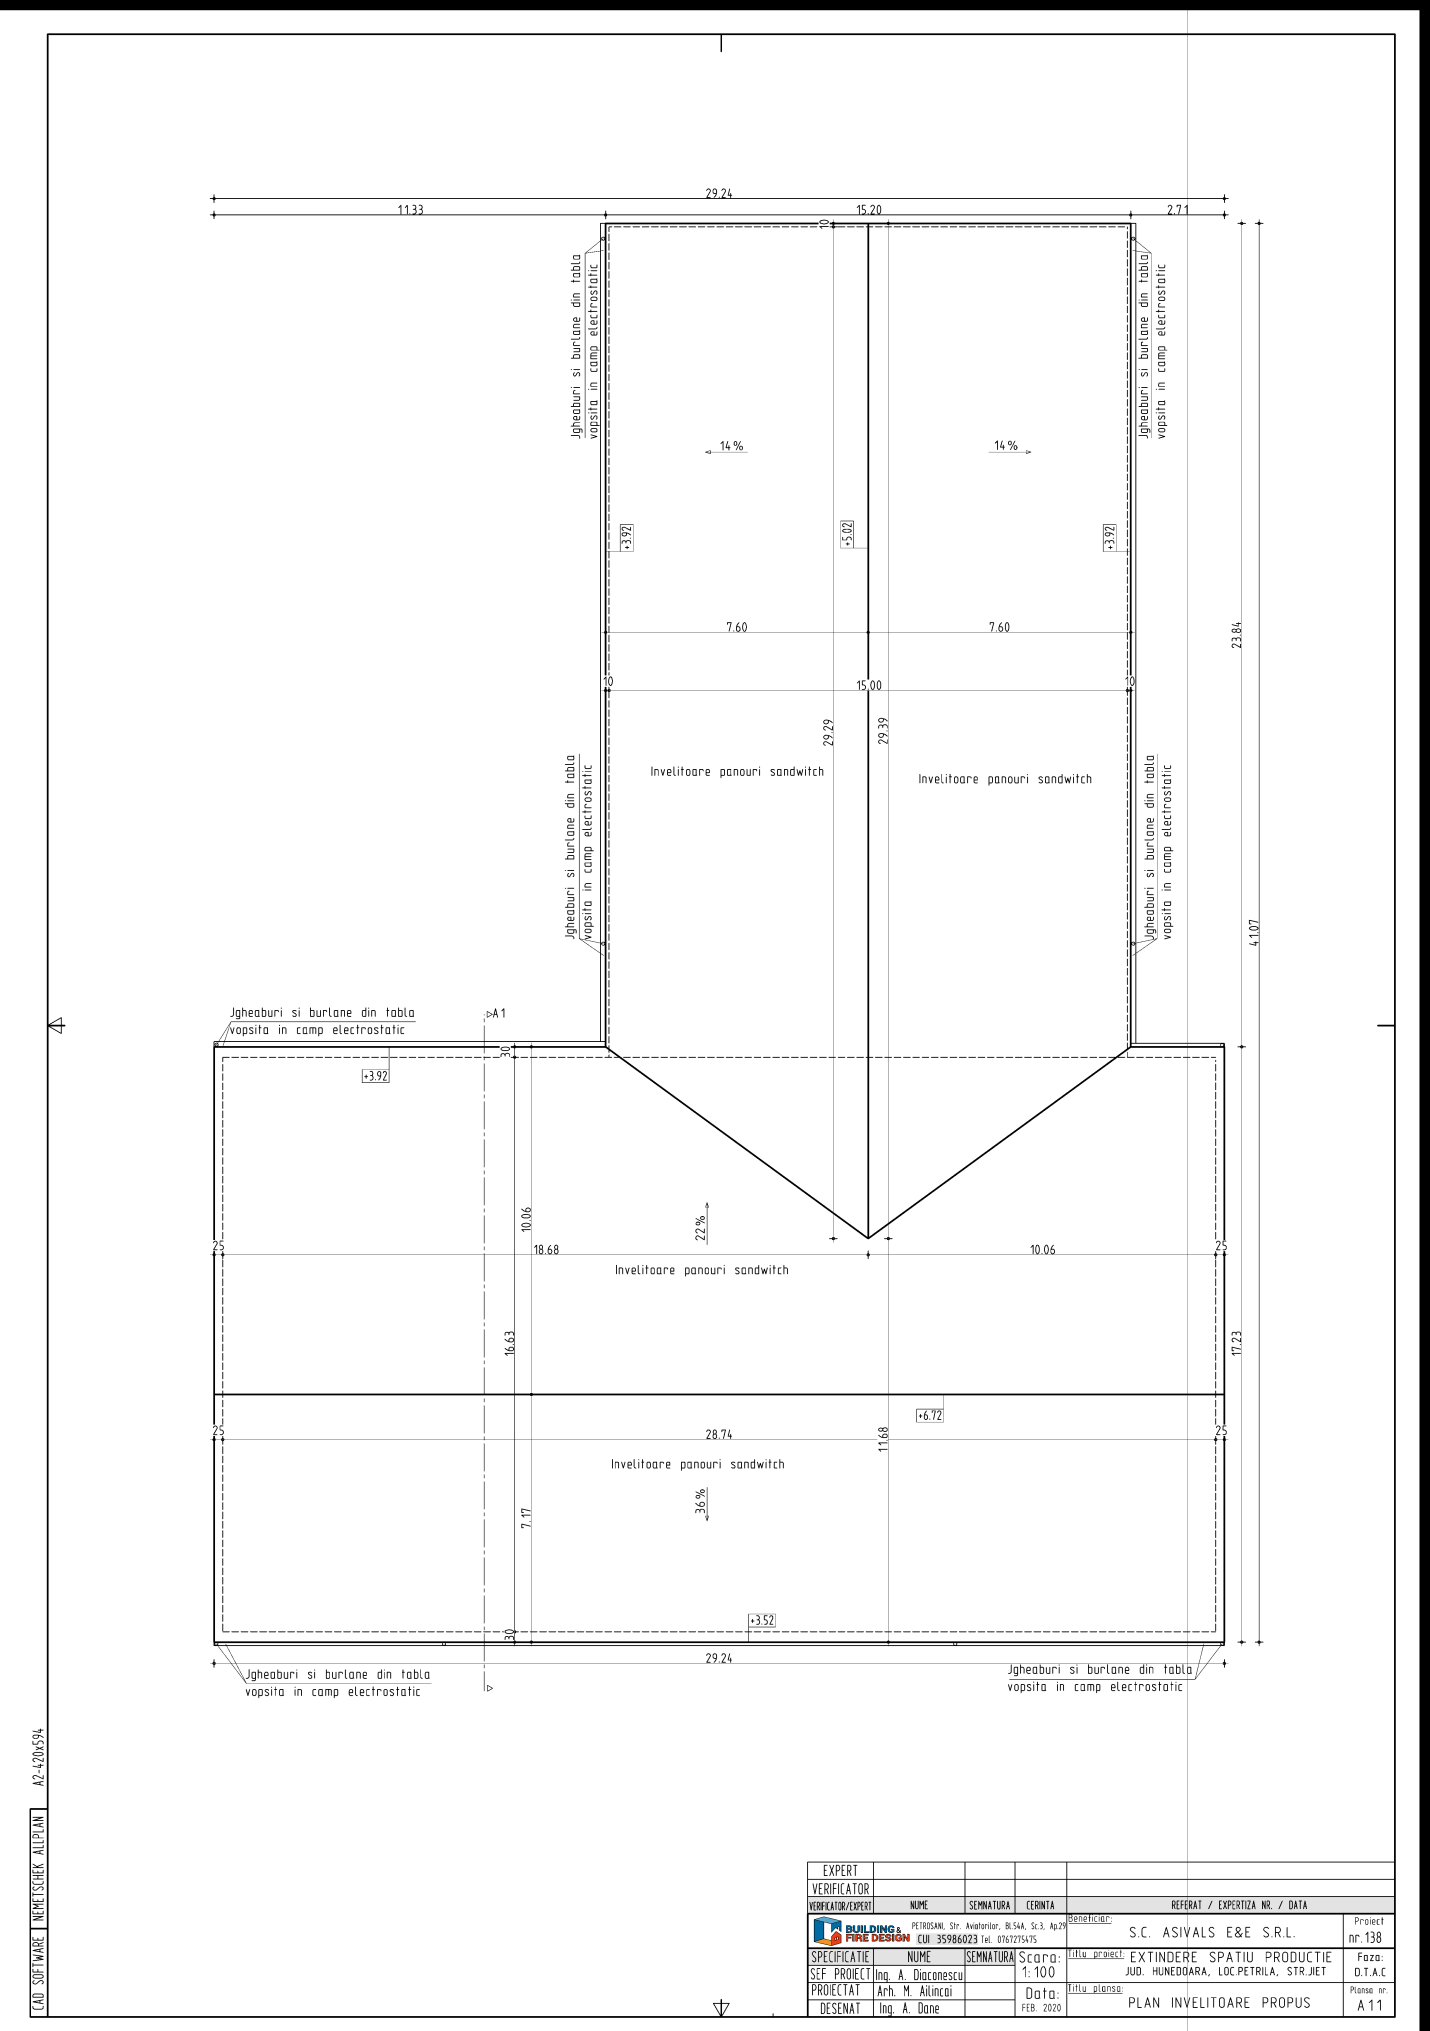 29.24
11.33
15.20
2.71
10
Jgheaburi si burlane din tabla
vopsita in camp electrostatic
Jgheaburi si burlane din tabla
vopsita in camp electrostatic
14%
14%
+3.92
+5.02
+3.92
7.60
7.60
23.84
10
15.00
10
29.29
29.39
Invelitoare panouri sandwitch
Invelitoare panouri sandwitch
Jgheaburi si burlane din tabla
vopsita in camp electrostatic
Jgheaburi si burlane din tabla
vopsita in camp electrostatic
41.07
Jgheaburi si burlane din tabla
vopsita in camp electrostatic
A1
30
+3.92
10.06
22%
25
18.68
10.06
25
Invelitoare panouri sandwitch
16.63
17.23
+6.72
25
28.74
25
11.68
Invelitoare panouri sandwitch
36%
7.17
+3.52
30
29.24
Jgheaburi si burlane din tabla
vopsita in camp electrostatic
Jgheaburi si burlane din tabla
vopsita in camp electrostatic
A2-420x594
CAD SOFTWARE NEMETSCHEK ALLPLAN
EXPERT
VERIFICATOR
VERIFICATOR/EXPERT NUME SEMNATURA CERINTA REFERAT / EXPERTIZA NR. / DATA
BUILDING &
FIRE DESIGN
PETROSANI, Str. Aviatorilor, Bl.54A, Sc.3, Ap.29
CUI 35986023 Tel. 0767275475
Beneficiar:
S.C. ASIVALS E&E S.R.L.
Proiect
nr.138
SPECIFICATIE NUME SEMNATURA
Scara:
1:100
Titlu proiect:
EXTINDERE SPATIU PRODUCTIE
JUD. HUNEDOARA, LOC.PETRILA, STR.JIET
Faza:
D.T.A.C
SEF PROIECT Ing. A. Diaconescu
PROIECTAT Arh. M. Ailincai
DESENAT Ing. A. Dane
Data:
FEB. 2020
Titlu plansa:
PLAN INVELITOARE PROPUS
Plansa nr.
A11